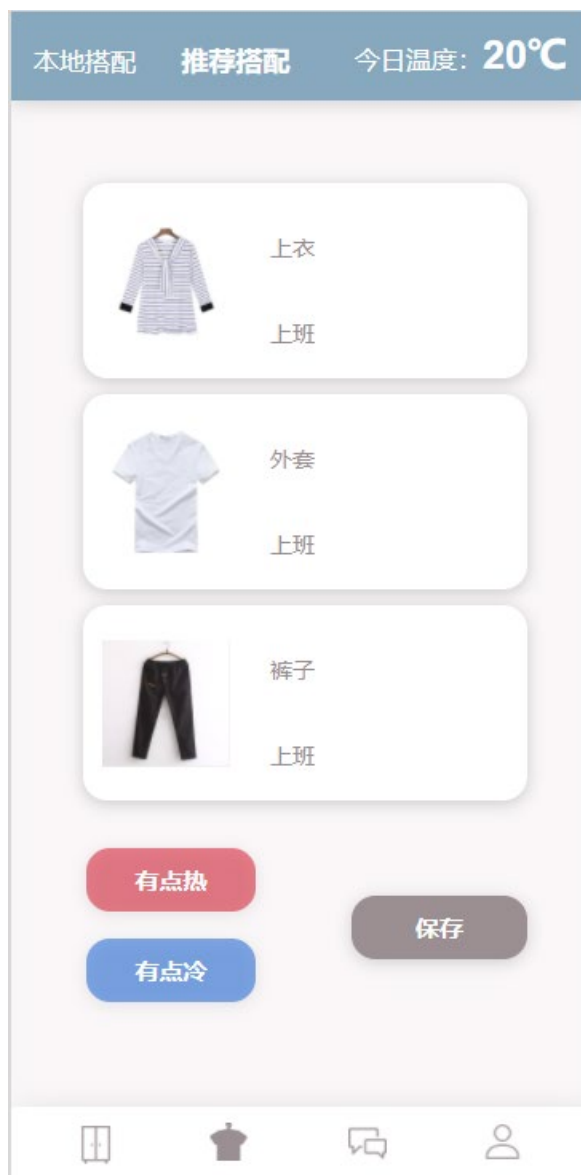 本地搭配 推荐搭配 今日温度：20℃
上衣
上班
外套
上班
裤子
上班
有点热
保存
有点冷